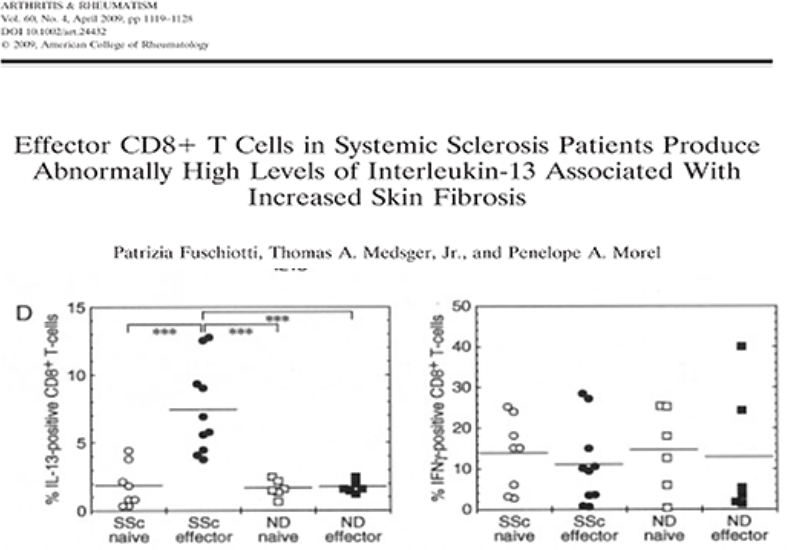 ARTHRITIS & RHEUMATISM
Vol. 60, No. 4, April 2009, pp 1119–1128
DOI 10.1002/art.24432
© 2009, American College of Rheumatology
Effector CD8+ T Cells in Systemic Sclerosis Patients Produce
Abnormally High Levels of Interleukin-13 Associated With
Increased Skin Fibrosis
Patrizia Fuschiotti, Thomas A. Medsger, Jr., and Penelope A. Morel
D
% IL-13-positive CD8+ T-cells
15
10
5
0
***
***
***
SSc naive
SSc effector
ND naive
ND effector
% IFNγ-positive CD8+ T-cells
50
40
30
20
10
0
SSc naive
SSc effector
ND naive
ND effector